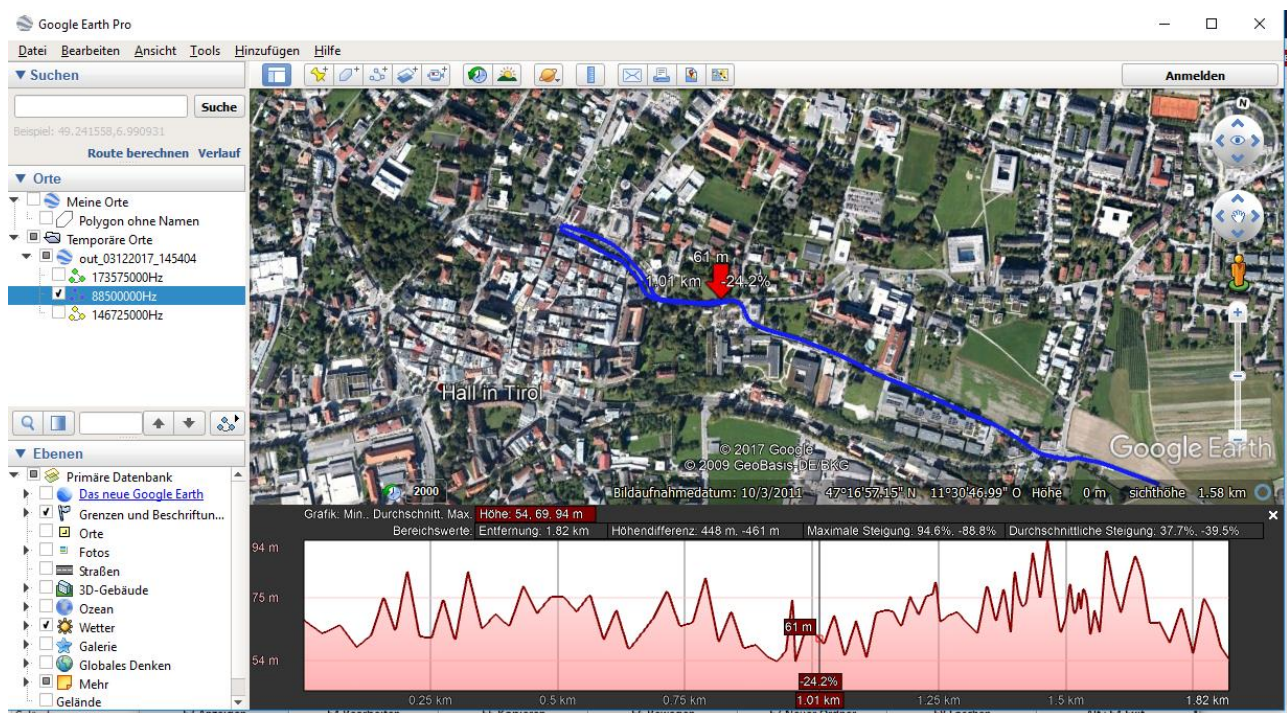 Google Earth Pro
Datei Bearbeiten Ansicht Tools Hinzufügen Hilfe
Suchen
Anmelden
Suche
Beispiel: 49.241558,6.990931
Route berechnen Verlauf
Orte
Meine Orte
Polygon ohne Namen
Temporäre Orte
out_03122017_145404
173575000Hz
88500000Hz
146725000Hz
Ebenen
Primäre Datenbank
Das neue Google Earth
Grenzen und Beschriftun...
Orte
Fotos
Straßen
3D-Gebäude
Ozean
Wetter
Galerie
Globales Denken
Mehr
Gelände
N
61 m
1.01 km -24.2%
Hall in Tirol
© 2017 Google
© 2009 GeoBasis-DE/BKG
Google Earth
2000
Bildaufnahmedatum: 10/3/2011 47°16'57.15" N 11°30'46.99" O Höhe 0 m sichthöhe 1.58 km
Grafik: Min., Durchschnitt, Max. Höhe: 54, 69, 94 m
Bereichswerte: Entfernung: 1.82 km Höhendifferenz: 448 m, -461 m Maximale Steigung: 94.6%, -88.8% Durchschnittliche Steigung: 37.7%, -39.5%
94 m
75 m
61 m
54 m
-24.2%
0.25 km 0.5 km 0.75 km 1.01 km 1.25 km 1.5 km 1.82 km